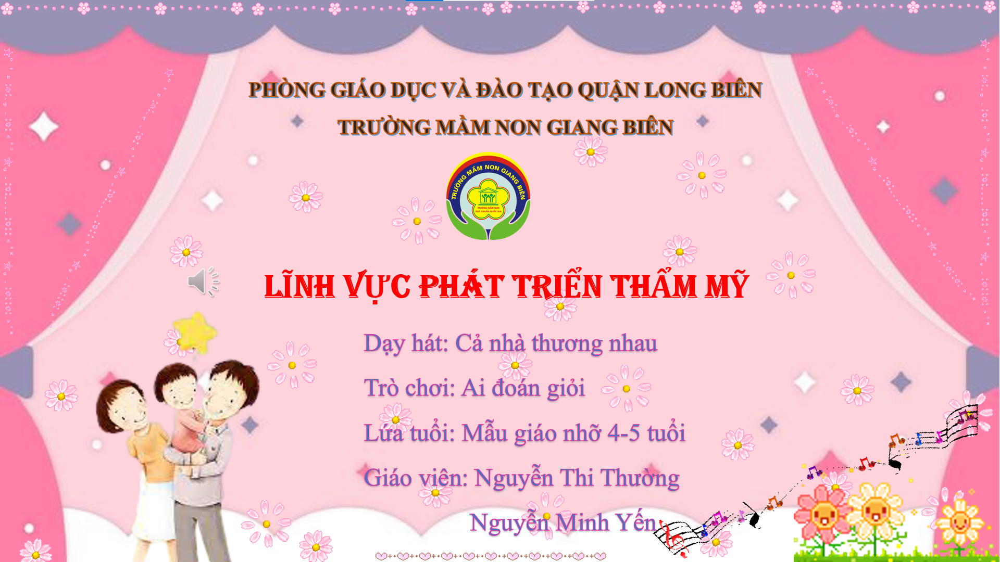 PHÒNG GIÁO DỤC VÀ ĐÀO TẠO QUẬN LONG BIÊN
TRƯỜNG MẦM NON GIANG BIÊN
TRƯỜNG MẦM NON GIANG BIÊN
TRƯỜNG MẦM NON
ĐẠT CHUẨN QUỐC GIA
LĨNH VỰC PHÁT TRIỂN THẨM MỸ
Dạy hát: Cả nhà thương nhau
Trò chơi: Ai đoán giỏi
Lứa tuổi: Mẫu giáo nhỡ 4-5 tuổi
Giáo viên: Nguyễn Thi Thường
Nguyễn Minh Yến